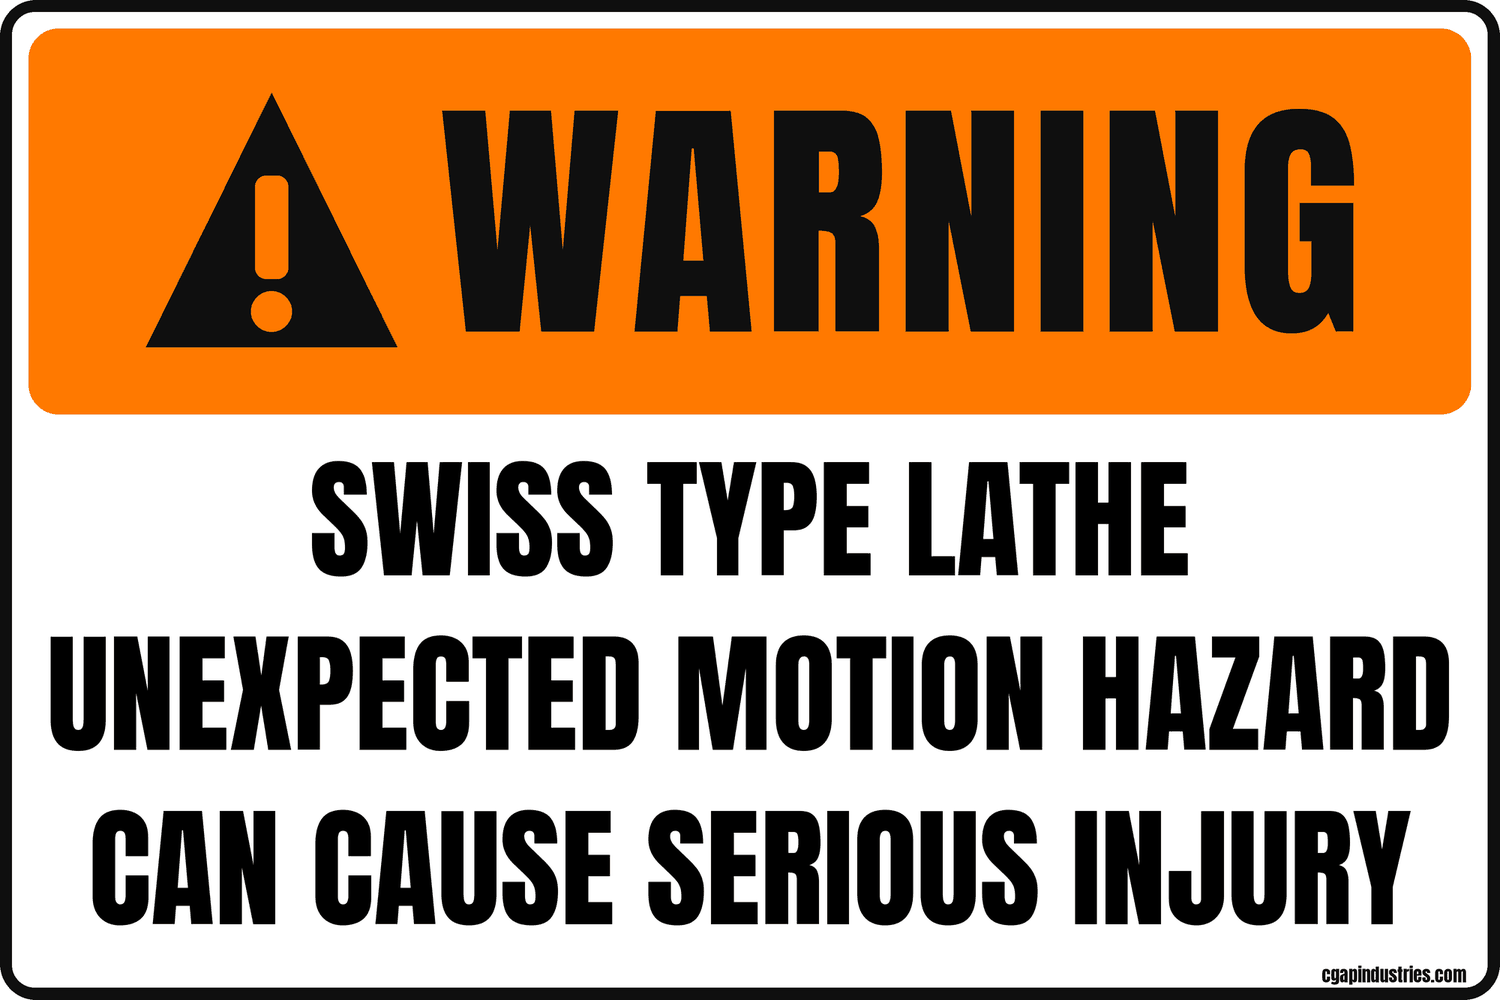 WARNING
SWISS TYPE LATHE
UNEXPECTED MOTION HAZARD
CAN CAUSE SERIOUS INJURY
cgapindustries.com